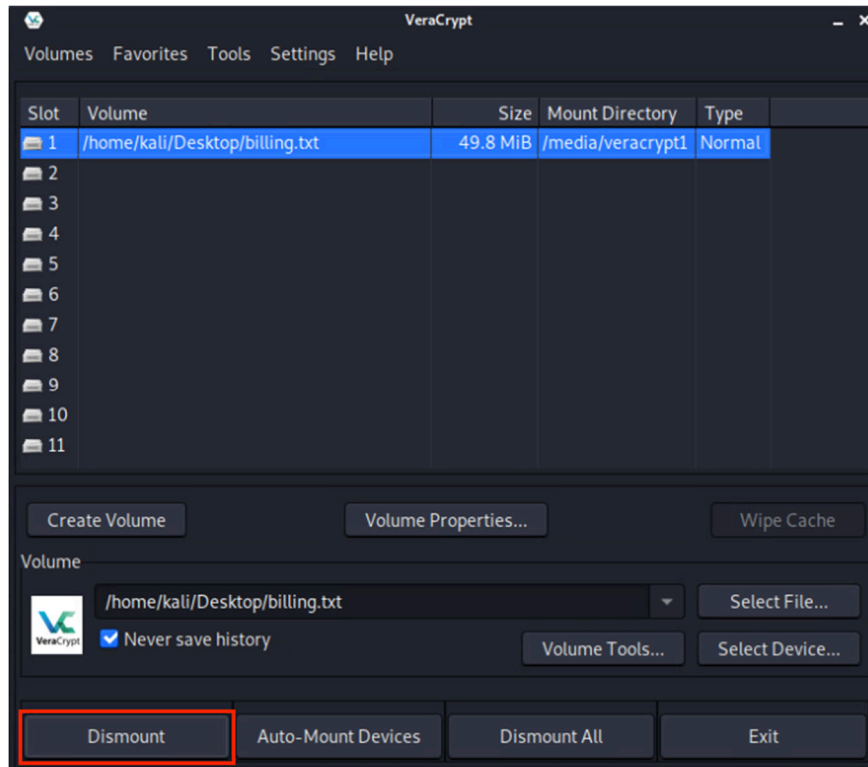 VeraCrypt
Volumes Favorites Tools Settings Help
Slot Volume Size Mount Directory Type
1 /home/kali/Desktop/billing.txt 49.8 MiB /media/veracrypt1 Normal
2
3
4
5
6
7
8
9
10
11
Create Volume Volume Properties... Wipe Cache
Volume
/home/kali/Desktop/billing.txt Select File...
VeraCrypt Never save history Volume Tools... Select Device...
Dismount Auto-Mount Devices Dismount All Exit